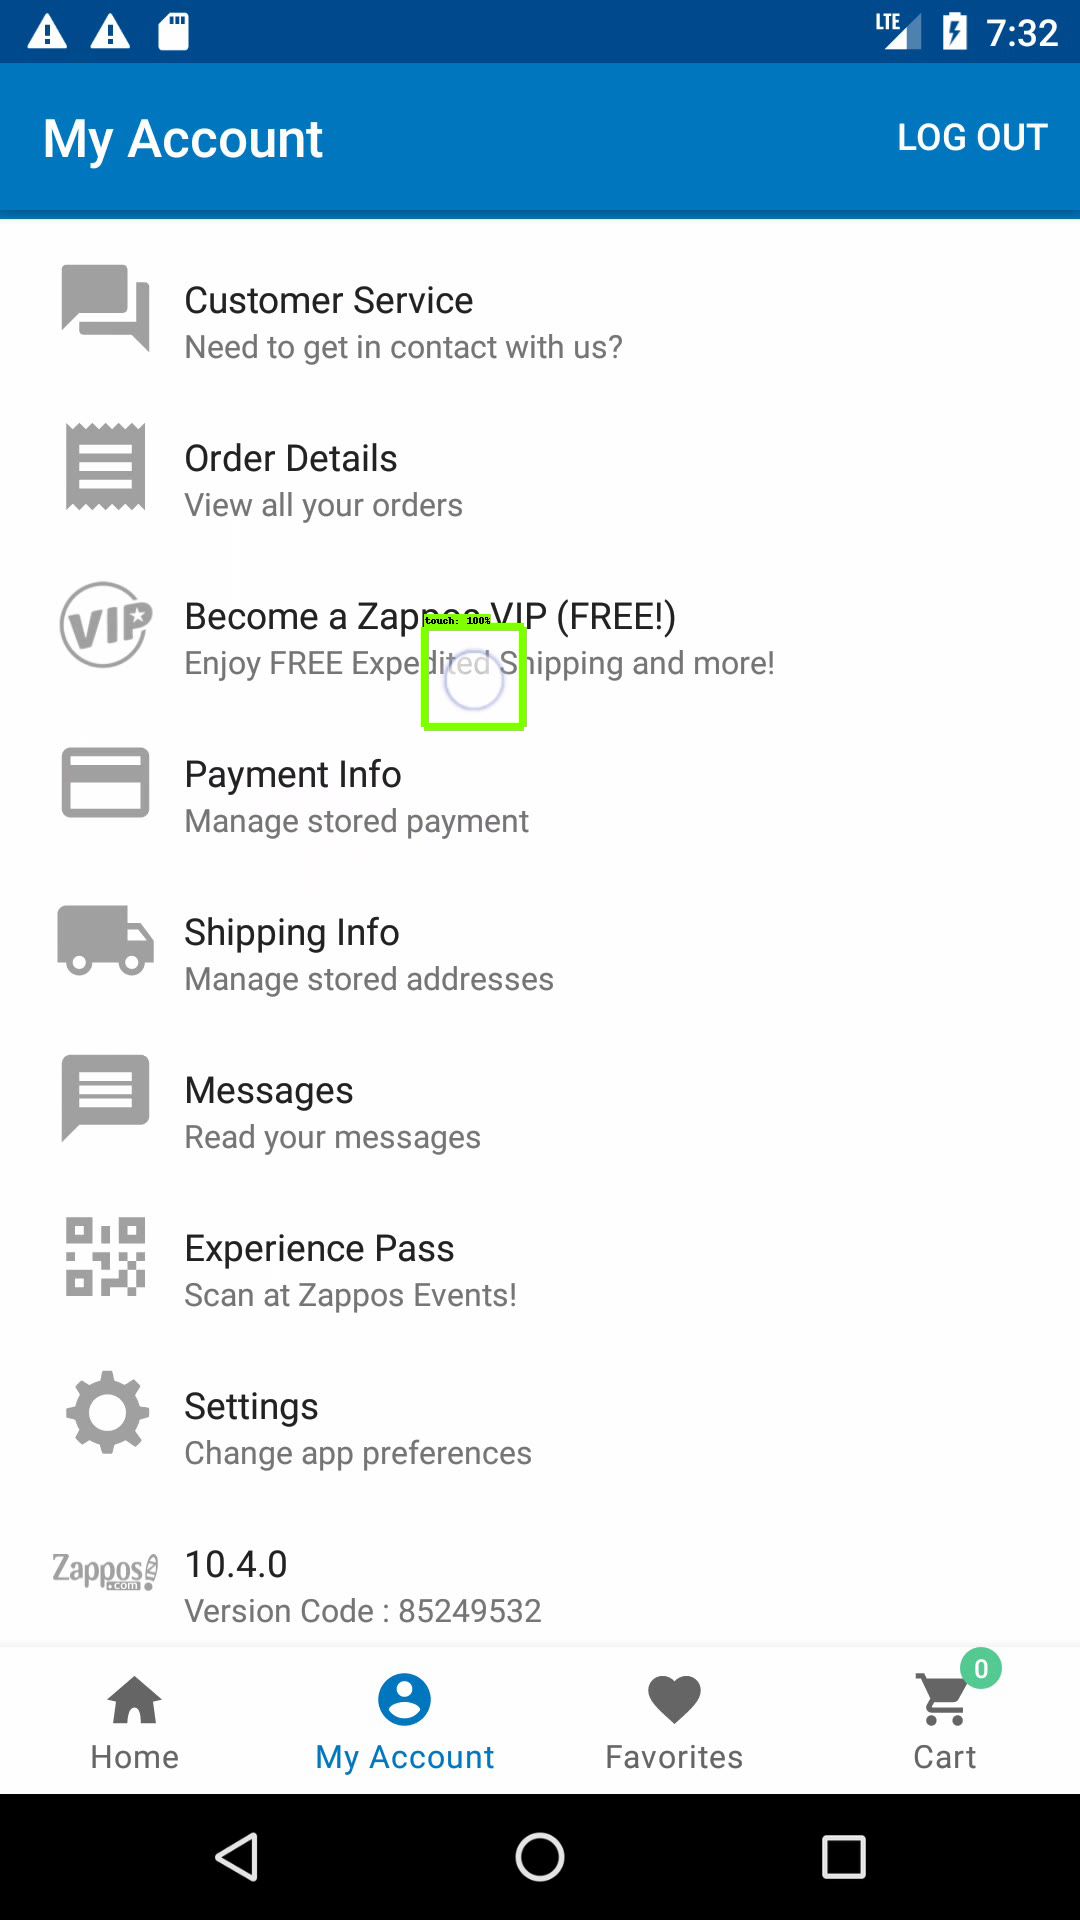 LTE 7:32
My Account LOG OUT
Customer Service
Need to get in contact with us?
Order Details
View all your orders
VIP
Become a Zappos VIP (FREE!)
touch: 100%
Enjoy FREE Expedited Shipping and more!
Payment Info
Manage stored payment
Shipping Info
Manage stored addresses
Messages
Read your messages
Experience Pass
Scan at Zappos Events!
Settings
Change app preferences
Zappos
.com
10.4.0
Version Code : 85249532
0
Home My Account Favorites Cart